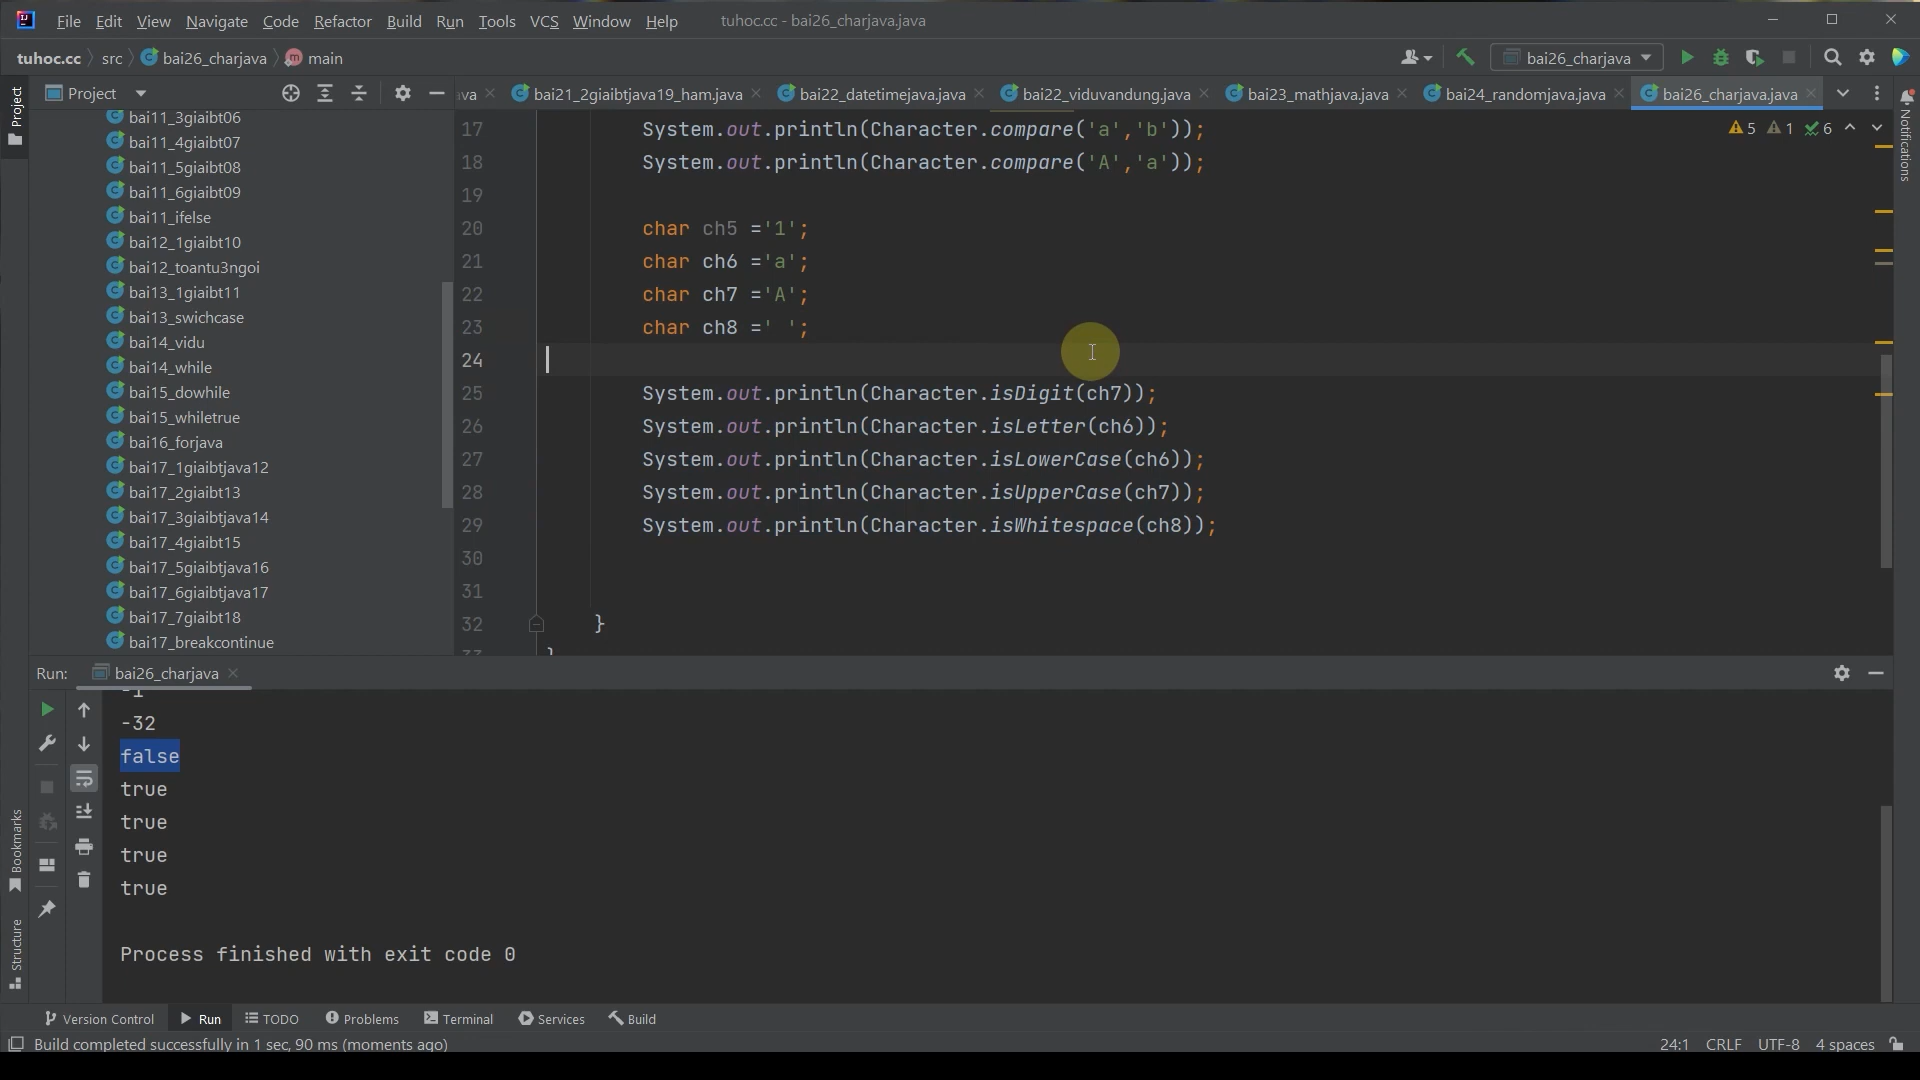 File Edit View Navigate Code Refactor Build Run Tools VCS Window Help tuhoc.cc - bai26_charjava.java
tuhoc.cc src bai26_charjava main bai26_charjava
Project
Project
va bai21_2giaibtjava19_ham.java bai22_datetimejava.java bai22_viduvandung.java bai23_mathjava.java bai24_randomjava.java bai26_charjava.java
Notifications
5 1 6
bai11_3giaibt06
bai11_4giaibt07
bai11_5giaibt08
bai11_6giaibt09
bai11_ifelse
bai12_1giaibt10
bai12_toantu3ngoi
bai13_1giaibt11
bai13_swichcase
bai14_vidu
bai14_while
bai15_dowhile
bai15_whiletrue
bai16_forjava
bai17_1giaibtjava12
bai17_2giaibt13
bai17_3giaibtjava14
bai17_4giaibt15
bai17_5giaibtjava16
bai17_6giaibtjava17
bai17_7giaibt18
bai17_breakcontinue
17 System.out.println(Character.compare('a','b'));
18 System.out.println(Character.compare('A','a'));
19
20 char ch5 ='1';
21 char ch6 ='a';
22 char ch7 ='A';
23 char ch8 =' ';
24
25 System.out.println(Character.isDigit(ch7));
26 System.out.println(Character.isLetter(ch6));
27 System.out.println(Character.isLowerCase(ch6));
28 System.out.println(Character.isUpperCase(ch7));
29 System.out.println(Character.isWhitespace(ch8));
30
31
32 }
33 }
Run: bai26_charjava
-1
-32
false
true
true
true
true
Process finished with exit code 0
Bookmarks
Structure
Version Control Run TODO Problems Terminal Services Build
Build completed successfully in 1 sec, 90 ms (moments ago) 24:1 CRLF UTF-8 4 spaces